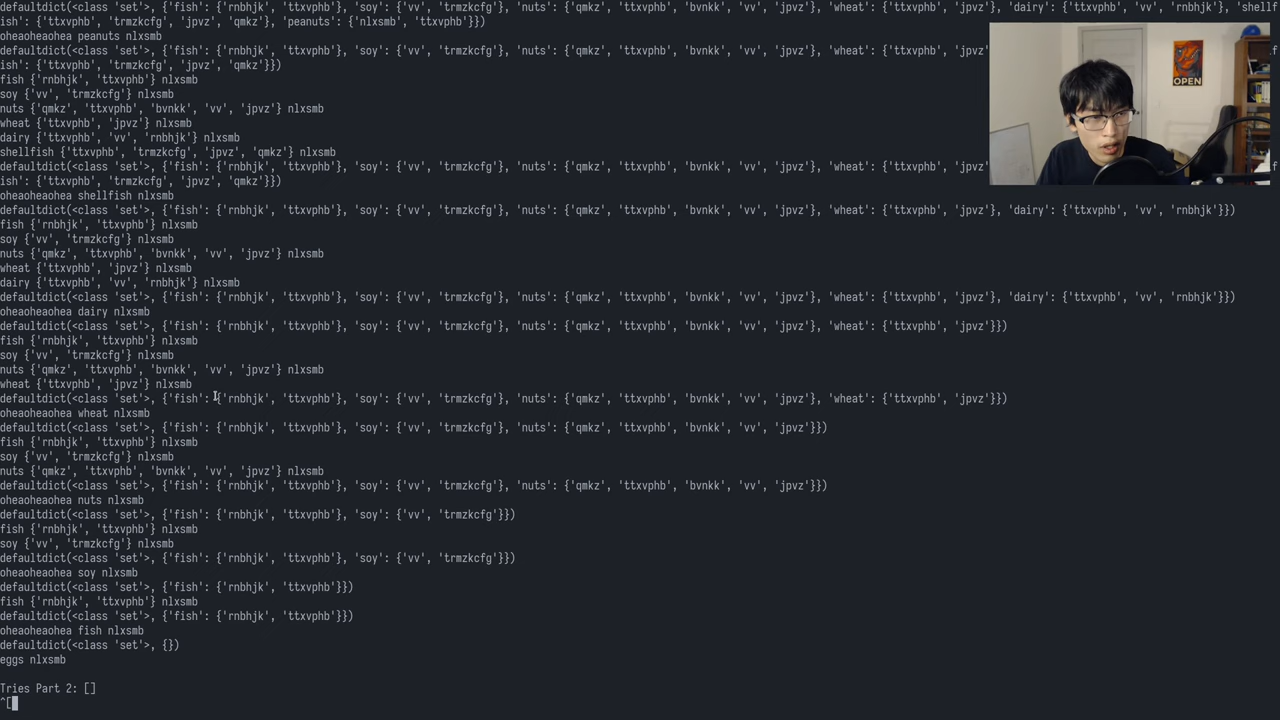 defaultdict(<class 'set'>, {'fish': {'rnbhjk', 'ttxvphb'}, 'soy': {'vv', 'trmzkcfg'}, 'nuts': {'qmkz', 'ttxvphb', 'bvnkk', 'vv', 'jpvz'}, 'wheat': {'ttxvphb', 'jpvz'}, 'dairy': {'ttxvphb', 'vv', 'rnbhjk'}, 'shellf
ish': {'ttxvphb', 'trmzkcfg', 'jpvz', 'qmkz'}, 'peanuts': {'nlxsmb', 'ttxvphb'}})
oheaoheaohea peanuts nlxsmb
defaultdict(<class 'set'>, {'fish': {'rnbhjk', 'ttxvphb'}, 'soy': {'vv', 'trmzkcfg'}, 'nuts': {'qmkz', 'ttxvphb', 'bvnkk', 'vv', 'jpvz'}, 'wheat': {'ttxvphb', 'jpvz' f
ish': {'ttxvphb', 'trmzkcfg', 'jpvz', 'qmkz'}})
fish {'rnbhjk', 'ttxvphb'} nlxsmb
soy {'vv', 'trmzkcfg'} nlxsmb
nuts {'qmkz', 'ttxvphb', 'bvnkk', 'vv', 'jpvz'} nlxsmb
wheat {'ttxvphb', 'jpvz'} nlxsmb
dairy {'ttxvphb', 'vv', 'rnbhjk'} nlxsmb
shellfish {'ttxvphb', 'trmzkcfg', 'jpvz', 'qmkz'} nlxsmb
defaultdict(<class 'set'>, {'fish': {'rnbhjk', 'ttxvphb'}, 'soy': {'vv', 'trmzkcfg'}, 'nuts': {'qmkz', 'ttxvphb', 'bvnkk', 'vv', 'jpvz'}, 'wheat': {'ttxvphb', 'jpvz' f
ish': {'ttxvphb', 'trmzkcfg', 'jpvz', 'qmkz'}})
oheaoheaohea shellfish nlxsmb
defaultdict(<class 'set'>, {'fish': {'rnbhjk', 'ttxvphb'}, 'soy': {'vv', 'trmzkcfg'}, 'nuts': {'qmkz', 'ttxvphb', 'bvnkk', 'vv', 'jpvz'}, 'wheat': {'ttxvphb', 'jpvz'}, 'dairy': {'ttxvphb', 'vv', 'rnbhjk'}})
fish {'rnbhjk', 'ttxvphb'} nlxsmb
soy {'vv', 'trmzkcfg'} nlxsmb
nuts {'qmkz', 'ttxvphb', 'bvnkk', 'vv', 'jpvz'} nlxsmb
wheat {'ttxvphb', 'jpvz'} nlxsmb
dairy {'ttxvphb', 'vv', 'rnbhjk'} nlxsmb
defaultdict(<class 'set'>, {'fish': {'rnbhjk', 'ttxvphb'}, 'soy': {'vv', 'trmzkcfg'}, 'nuts': {'qmkz', 'ttxvphb', 'bvnkk', 'vv', 'jpvz'}, 'wheat': {'ttxvphb', 'jpvz'}, 'dairy': {'ttxvphb', 'vv', 'rnbhjk'}})
oheaoheaohea dairy nlxsmb
defaultdict(<class 'set'>, {'fish': {'rnbhjk', 'ttxvphb'}, 'soy': {'vv', 'trmzkcfg'}, 'nuts': {'qmkz', 'ttxvphb', 'bvnkk', 'vv', 'jpvz'}, 'wheat': {'ttxvphb', 'jpvz'}})
fish {'rnbhjk', 'ttxvphb'} nlxsmb
soy {'vv', 'trmzkcfg'} nlxsmb
nuts {'qmkz', 'ttxvphb', 'bvnkk', 'vv', 'jpvz'} nlxsmb
wheat {'ttxvphb', 'jpvz'} nlxsmb
defaultdict(<class 'set'>, {'fish': {'rnbhjk', 'ttxvphb'}, 'soy': {'vv', 'trmzkcfg'}, 'nuts': {'qmkz', 'ttxvphb', 'bvnkk', 'vv', 'jpvz'}, 'wheat': {'ttxvphb', 'jpvz'}})
oheaoheaohea wheat nlxsmb
defaultdict(<class 'set'>, {'fish': {'rnbhjk', 'ttxvphb'}, 'soy': {'vv', 'trmzkcfg'}, 'nuts': {'qmkz', 'ttxvphb', 'bvnkk', 'vv', 'jpvz'}})
fish {'rnbhjk', 'ttxvphb'} nlxsmb
soy {'vv', 'trmzkcfg'} nlxsmb
nuts {'qmkz', 'ttxvphb', 'bvnkk', 'vv', 'jpvz'} nlxsmb
defaultdict(<class 'set'>, {'fish': {'rnbhjk', 'ttxvphb'}, 'soy': {'vv', 'trmzkcfg'}, 'nuts': {'qmkz', 'ttxvphb', 'bvnkk', 'vv', 'jpvz'}})
oheaoheaohea nuts nlxsmb
defaultdict(<class 'set'>, {'fish': {'rnbhjk', 'ttxvphb'}, 'soy': {'vv', 'trmzkcfg'}})
fish {'rnbhjk', 'ttxvphb'} nlxsmb
soy {'vv', 'trmzkcfg'} nlxsmb
defaultdict(<class 'set'>, {'fish': {'rnbhjk', 'ttxvphb'}, 'soy': {'vv', 'trmzkcfg'}})
oheaoheaohea soy nlxsmb
defaultdict(<class 'set'>, {'fish': {'rnbhjk', 'ttxvphb'}})
fish {'rnbhjk', 'ttxvphb'} nlxsmb
defaultdict(<class 'set'>, {'fish': {'rnbhjk', 'ttxvphb'}})
oheaoheaohea fish nlxsmb
defaultdict(<class 'set'>, {})
eggs nlxsmb
Tries Part 2: []
^[
OPEN